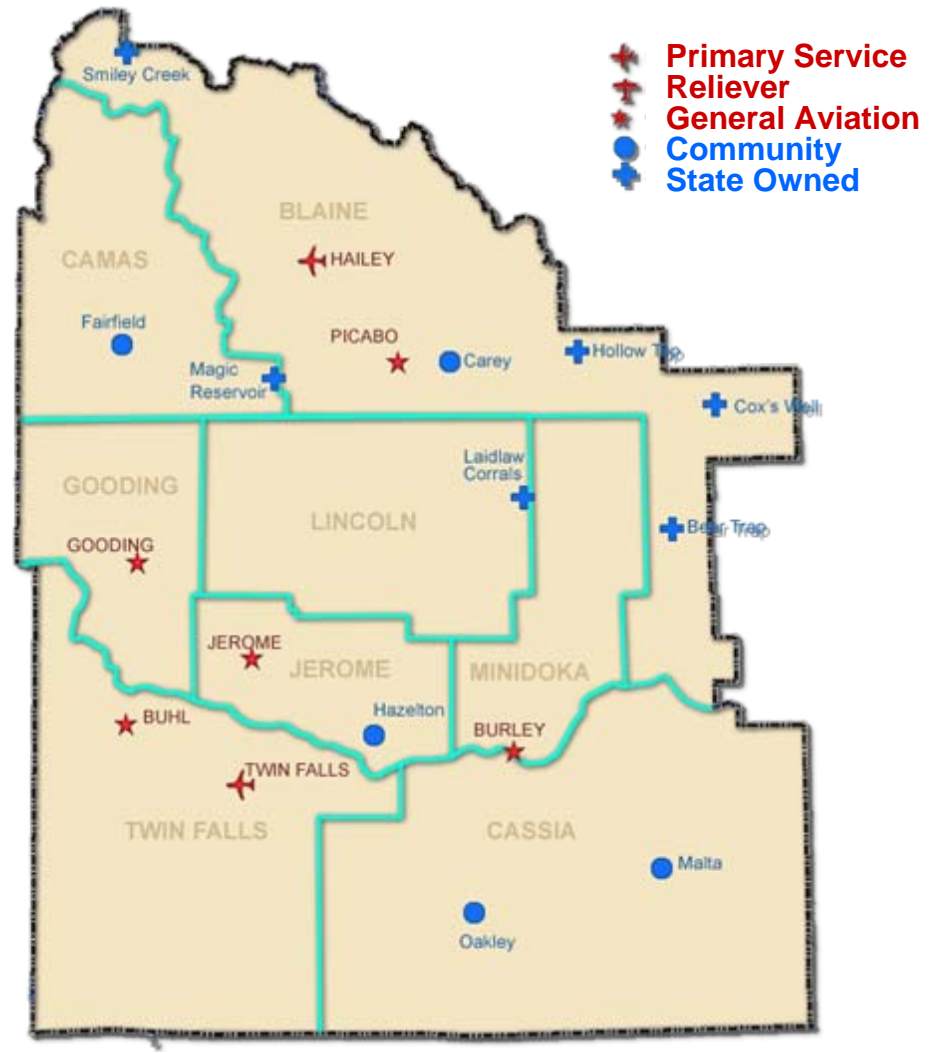 Primary Service
Reliever
General Aviation
Community
State Owned
Smiley Creek
BLAINE
CAMAS
HAILEY
Fairfield
PICABO
Carey
Hollow Top
Magic
Reservoir
Cox's Well
GOODING
Laidlaw
Corrals
LINCOLN
Bear Trap
GOODING
JEROME
JEROME
MINIDOKA
Hazelton
BUHL
BURLEY
TWIN FALLS
TWIN FALLS
CASSIA
Malta
Oakley